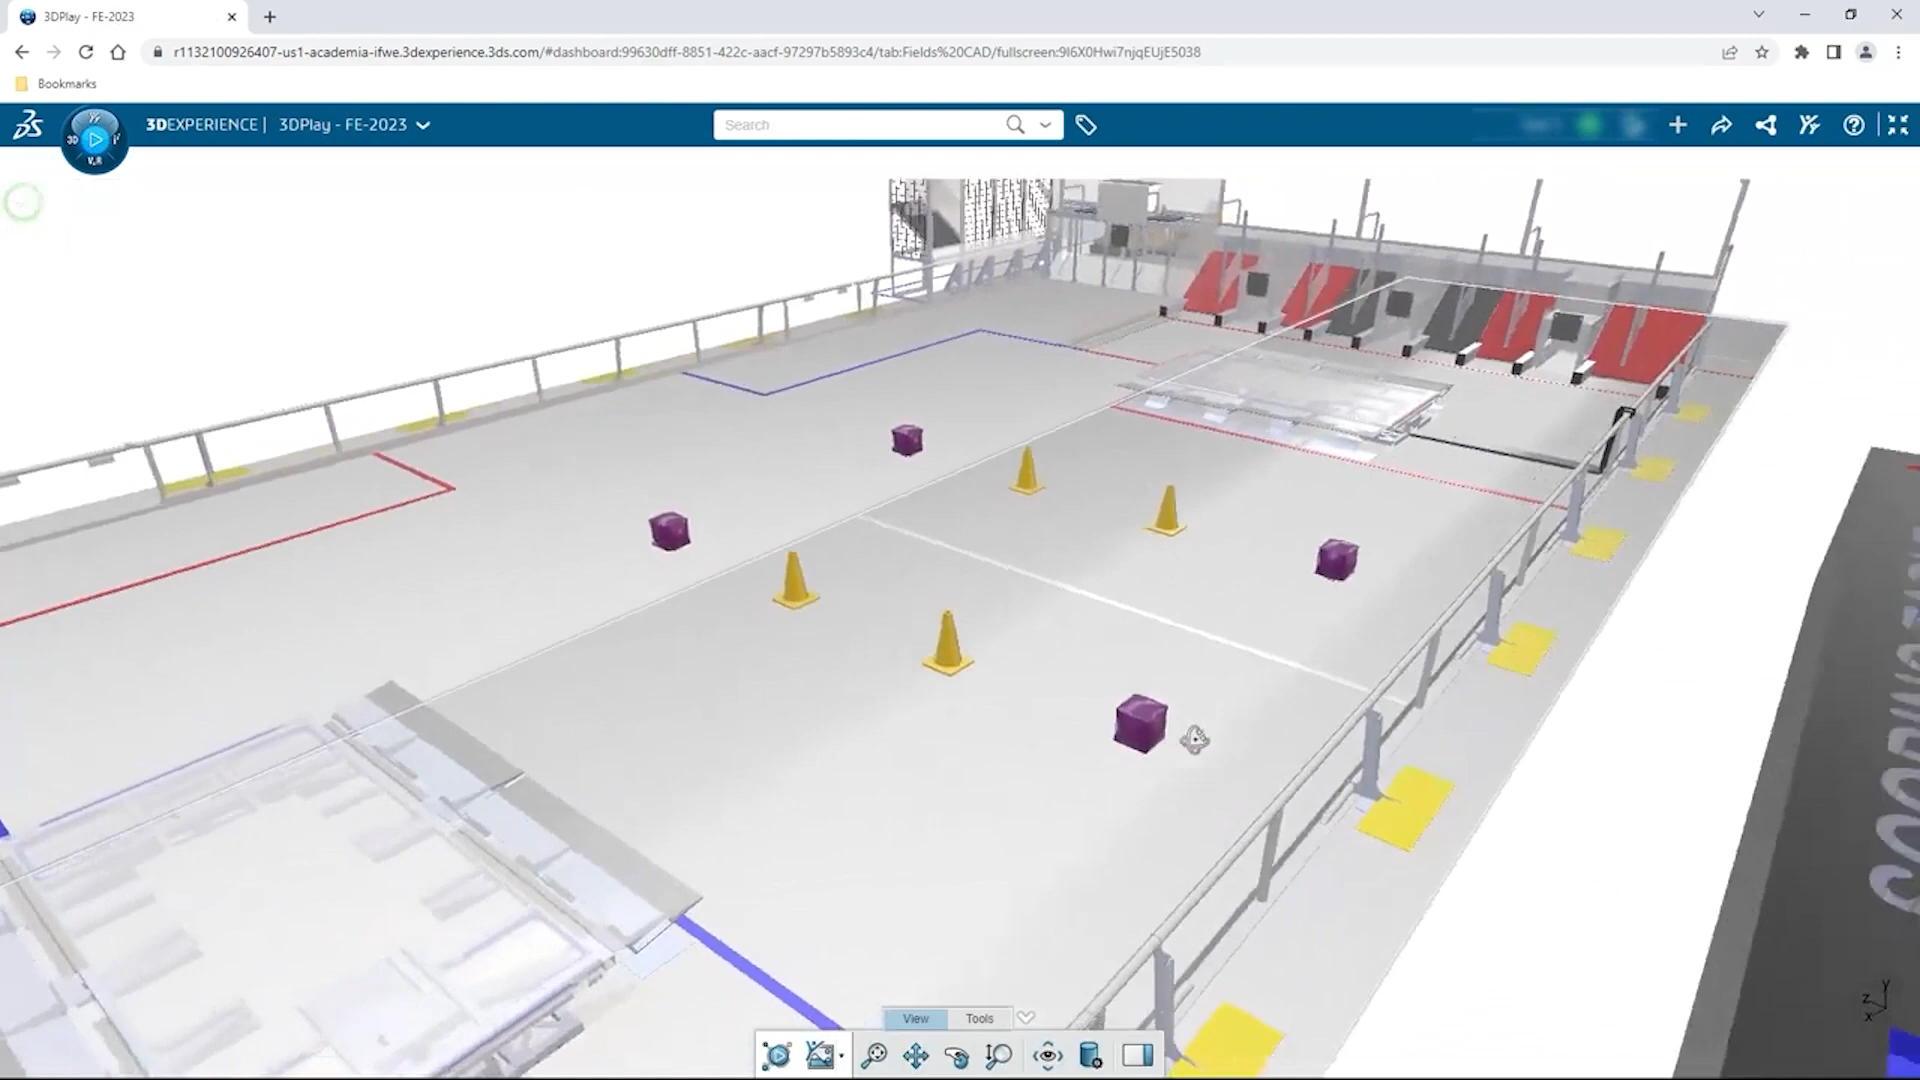 3DPlay - FE-2023
r1132100926407-us1-academia-ifwe.3dexperience.3ds.com/#dashboard:99630dff-8851-422c-aacf-97297b5893c4/tab:Fields%20CAD/fullscreen:9I6X0Hwi7njqEUjE5038
Bookmarks
3DEXPERIENCE | 3DPlay - FE-2023
Search
3D
V.R
View
Tools
Y
Z
X